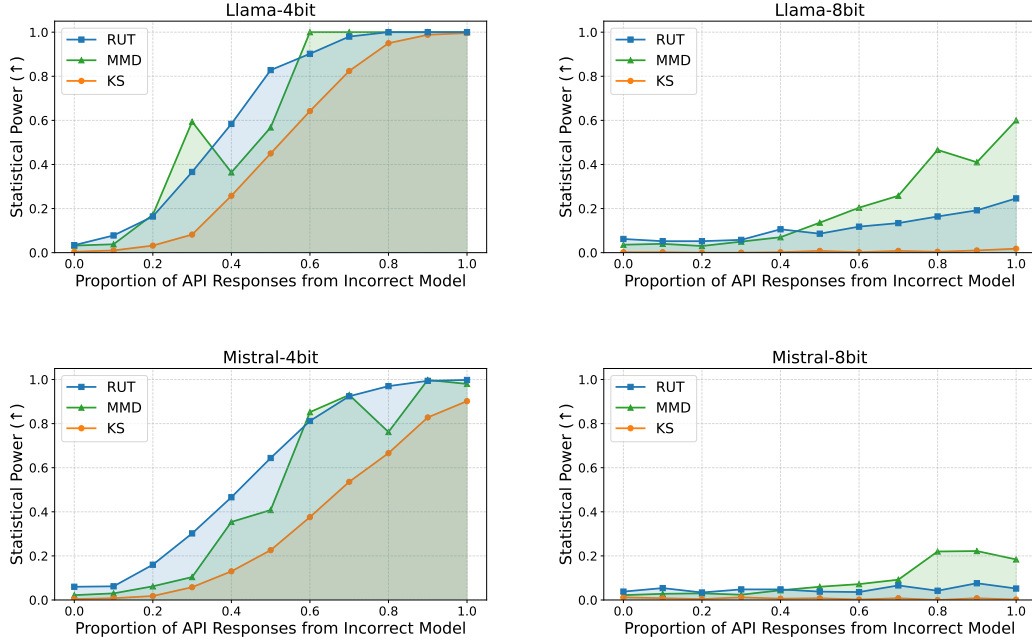 Llama-4bit
Statistical Power (↑)
1.0
0.8
0.6
0.4
0.2
0.0
RUT
MMD
KS
0.0 0.2 0.4 0.6 0.8 1.0
Proportion of API Responses from Incorrect Model
Llama-8bit
Statistical Power (↑)
1.0
0.8
0.6
0.4
0.2
0.0
RUT
MMD
KS
0.0 0.2 0.4 0.6 0.8 1.0
Proportion of API Responses from Incorrect Model
Mistral-4bit
Statistical Power (↑)
1.0
0.8
0.6
0.4
0.2
0.0
RUT
MMD
KS
0.0 0.2 0.4 0.6 0.8 1.0
Proportion of API Responses from Incorrect Model
Mistral-8bit
Statistical Power (↑)
1.0
0.8
0.6
0.4
0.2
0.0
RUT
MMD
KS
0.0 0.2 0.4 0.6 0.8 1.0
Proportion of API Responses from Incorrect Model